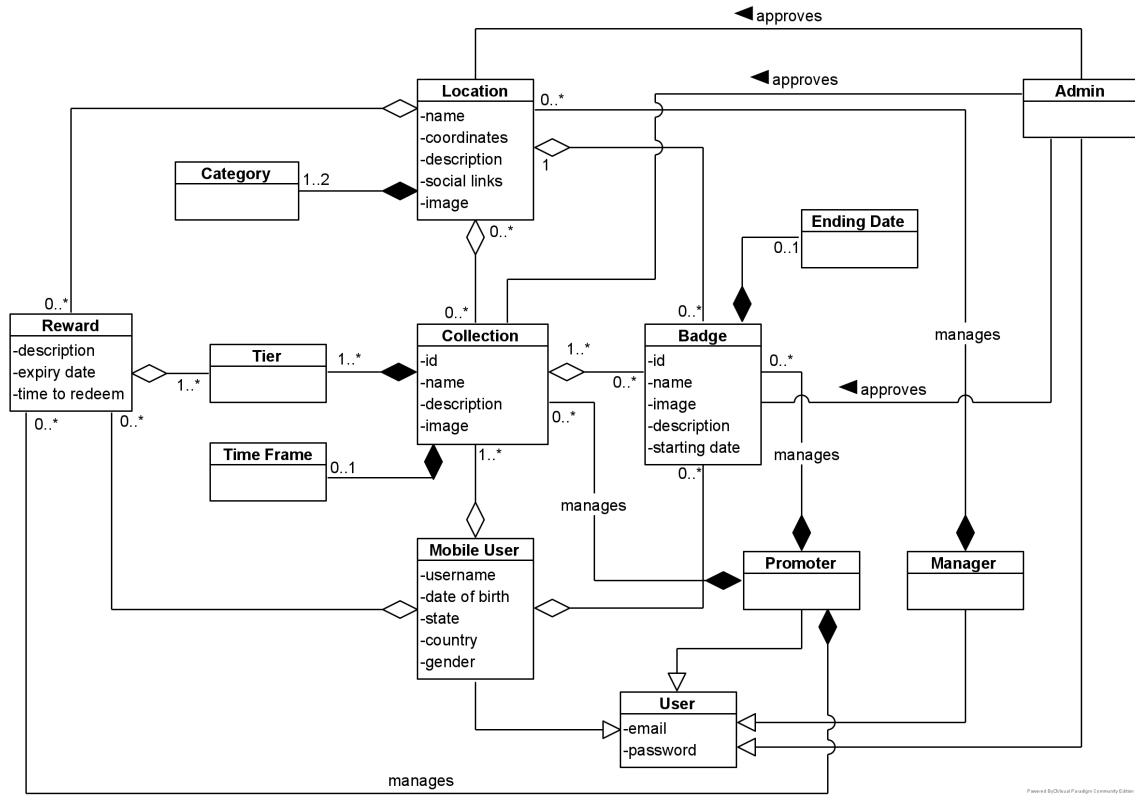 ◄ approves
◄ approves
Location
-name
-coordinates
-description
-social links
-image
0..*
1
0..*
Admin
Category
1..2
Ending Date
0..1
manages
0..*
Reward
-description
-expiry date
-time to redeem
0..*
0..*
1..*
Tier
1..*
0..*
Collection
-id
-name
-description
-image
1..*
0..*
0..*
1..*
0..*
Badge
-id
-name
-image
-description
-starting date
0..*
0..*
◄ approves
manages
Time Frame
0..1
manages
Mobile User
-username
-date of birth
-state
-country
-gender
Promoter
Manager
User
-email
-password
manages